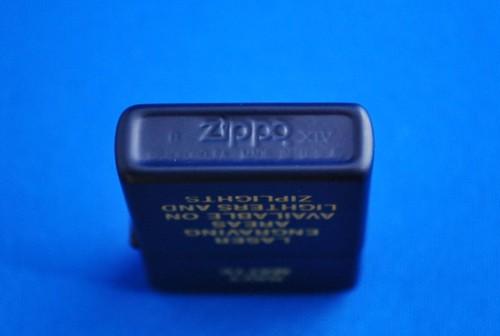 B Zippo XIV
ZIPLIGHTS
LIGHTERS AND
AVAILABLE ON
AREAS
ENGRAVING
LASER